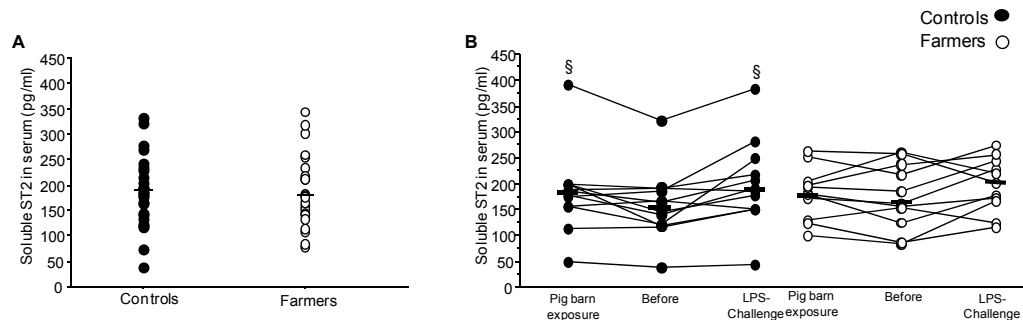 Controls
Farmers
A
Soluble ST2 in serum (pg/ml)
450
400
350
300
250
200
150
100
50
0
Controls
Farmers
B
Soluble ST2 in serum (pg/ml)
450
400
350
300
250
200
150
100
50
0
§
§
Pig barn
exposure
Before
LPS-
Challenge
Pig barn
exposure
Before
LPS-
Challenge